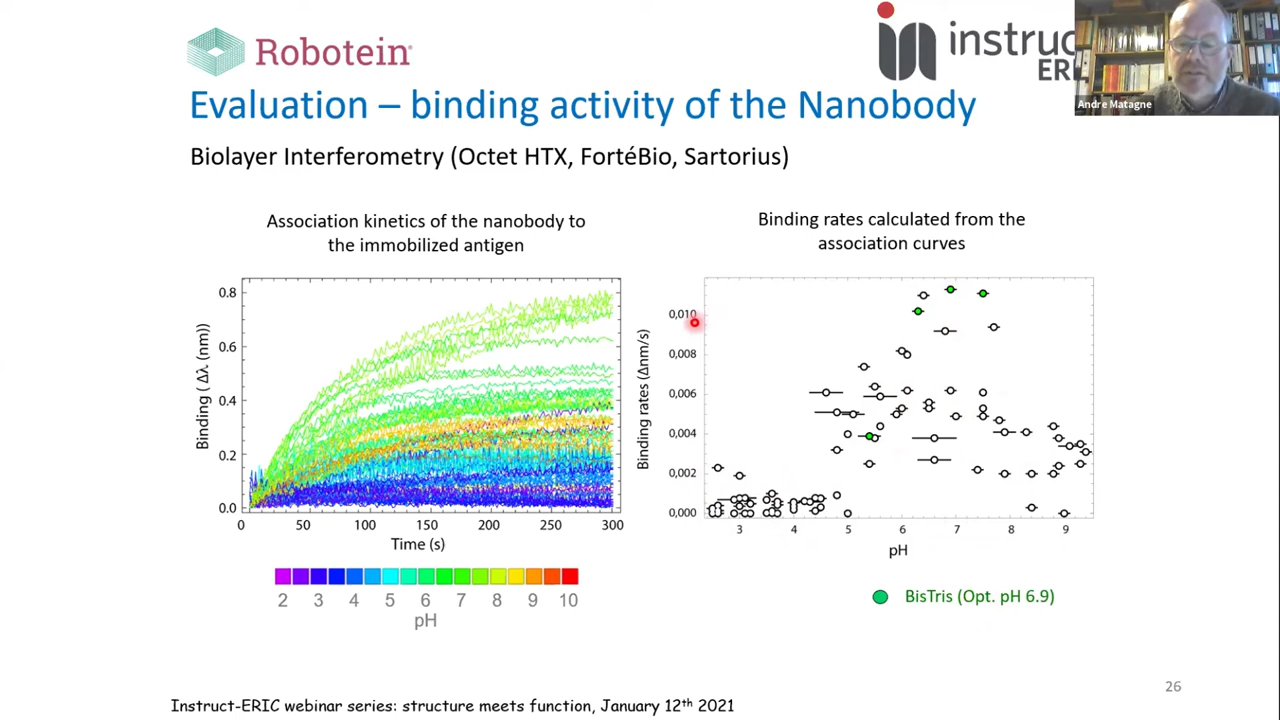 Robotein®
instruc
ER
Andre Matagne
Evaluation – binding activity of the Nanobody
Biolayer Interferometry (Octet HTX, FortéBio, Sartorius)
Association kinetics of the nanobody to
the immobilized antigen
Binding rates calculated from the
association curves
Binding ( Δλ (nm))
0.8
0.6
0.4
0.2
0.0
0 50 100 150 200 250 300
Time (s)
2 3 4 5 6 7 8 9 10
pH
Binding rates (Δnm/s)
0,010
0,008
0,006
0,004
0,002
0,000
3 4 5 6 7 8 9
pH
BisTris (Opt. pH 6.9)
26
Instruct-ERIC webinar series: structure meets function, January 12th 2021